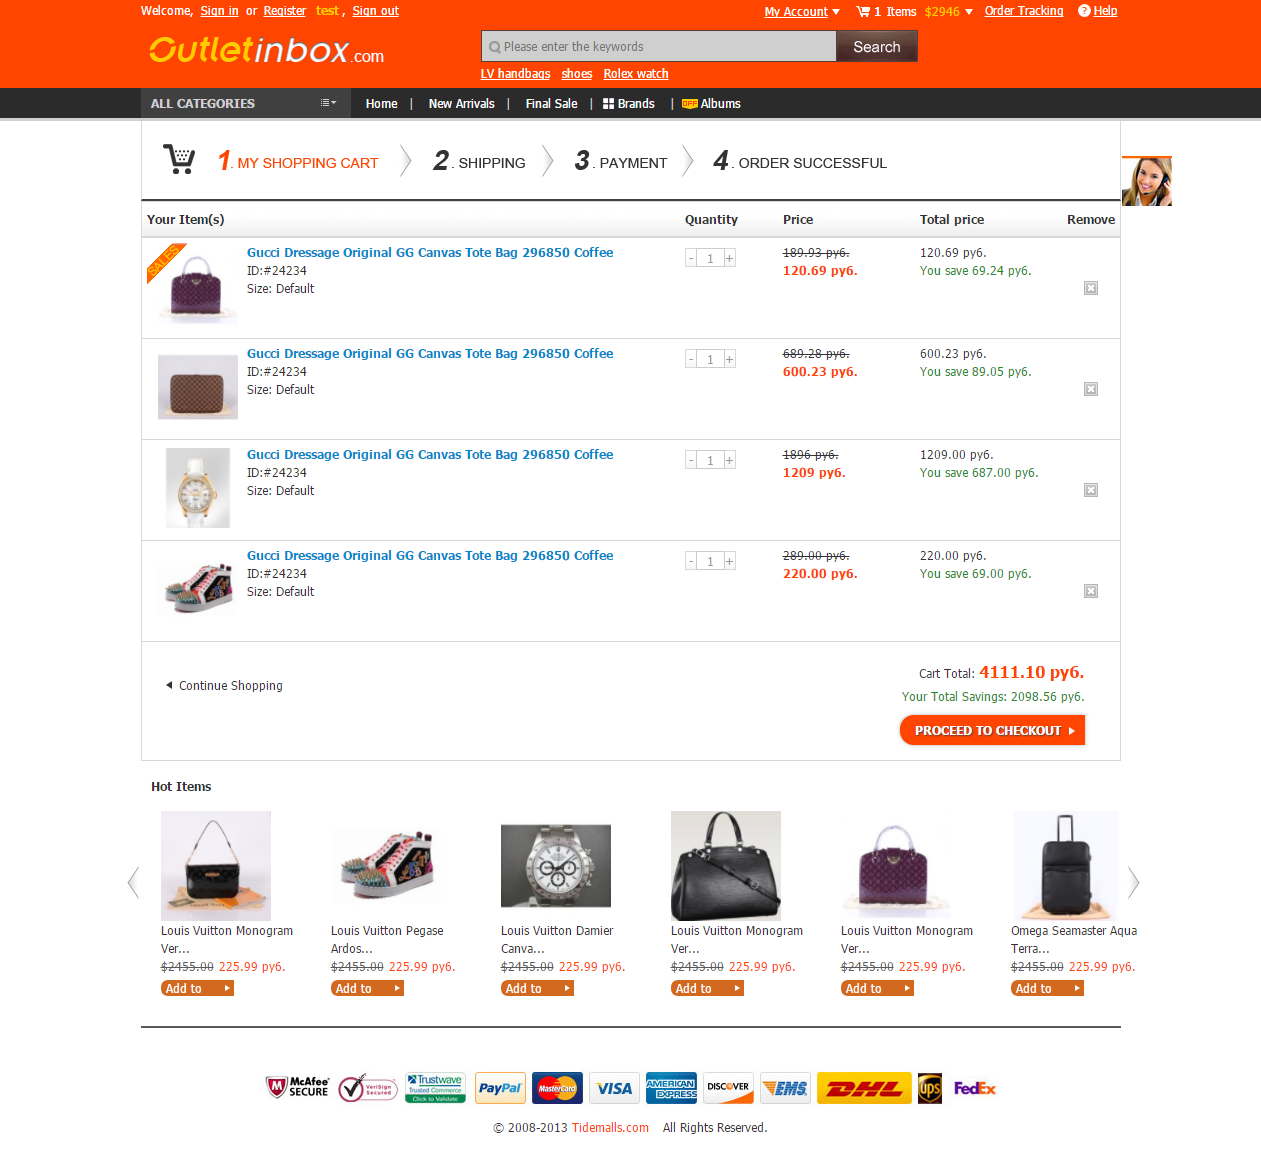 Welcome, Sign in or Register test , Sign out
My Account 1 Items $2946 Order Tracking Help
Outletinbox.com
Please enter the keywords Search
LV handbags shoes Rolex watch
ALL CATEGORIES Home | New Arrivals | Final Sale | Brands | OFF Albums
1. MY SHOPPING CART 2. SHIPPING 3. PAYMENT 4. ORDER SUCCESSFUL
Your Item(s) Quantity Price Total price Remove
SALES
Gucci Dressage Original GG Canvas Tote Bag 296850 Coffee - 1 + 189.93 руб. 120.69 руб.
ID:#24234 120.69 руб. You save 69.24 руб.
Size: Default
Gucci Dressage Original GG Canvas Tote Bag 296850 Coffee - 1 + 689.28 руб. 600.23 руб.
ID:#24234 600.23 руб. You save 89.05 руб.
Size: Default
Gucci Dressage Original GG Canvas Tote Bag 296850 Coffee - 1 + 1896 руб. 1209.00 руб.
ID:#24234 1209 руб. You save 687.00 руб.
Size: Default
Gucci Dressage Original GG Canvas Tote Bag 296850 Coffee - 1 + 289.00 руб. 220.00 руб.
ID:#24234 220.00 руб. You save 69.00 руб.
Size: Default
Cart Total: 4111.10 руб.
Continue Shopping
Your Total Savings: 2098.56 руб.
PROCEED TO CHECKOUT
Hot Items
Louis Vuitton Monogram
Ver...
$2455.00 225.99 руб.
Add to
Louis Vuitton Pegase
Ardos...
$2455.00 225.99 руб.
Add to
Louis Vuitton Damier
Canva...
$2455.00 225.99 руб.
Add to
Louis Vuitton Monogram
Ver...
$2455.00 225.99 руб.
Add to
Louis Vuitton Monogram
Ver...
$2455.00 225.99 руб.
Add to
Omega Seamaster Aqua
Terra...
$2455.00 225.99 руб.
Add to
McAfee SECURE
VeriSign Secured
Trustwave Trusted Commerce Click to Validate
PayPal
MasterCard
VISA
AMERICAN EXPRESS
DISCOVER
EMS
DHL
ups
FedEx
© 2008-2013 Tidemalls.com All Rights Reserved.